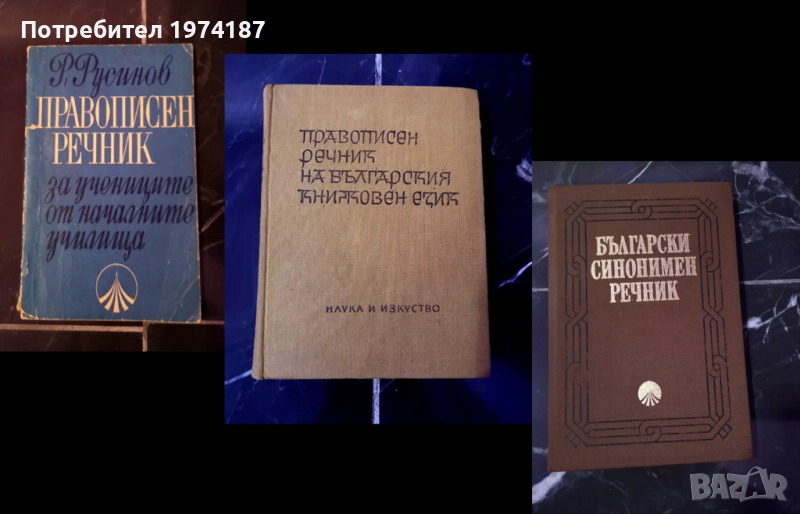 Потребител 1974187
Р. Русинов
ПРАВОПИСЕН
РЕЧНИК
за учениците
от началните
училища
ПРАВОПИСЕН
РЕЧНИК
НА БЪЛГАРСКИЯ
КНИЖОВЕН ЕЗИК
НАУКА И ИЗКУСТВО
БЪЛГАРСКИ
СИНОНИМЕН
РЕЧНИК
BAZAR